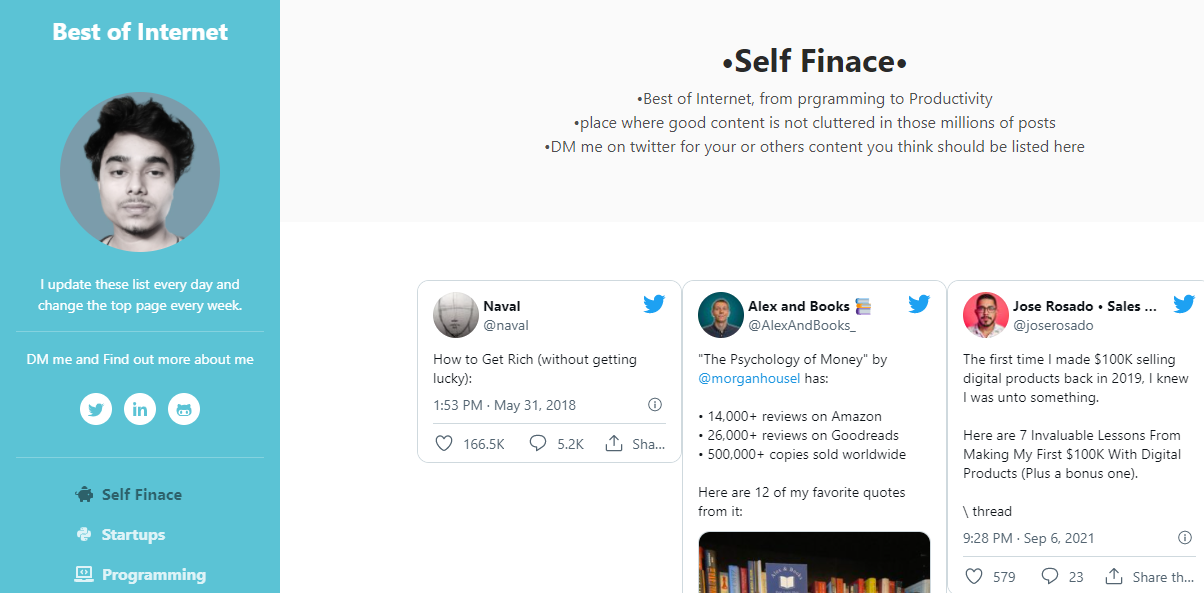 Best of Internet
I update these list every day and
change the top page every week.
DM me and Find out more about me
Self Finace
Startups
Programming
•Self Finace•
•Best of Internet, from prgramming to Productivity
•place where good content is not cluttered in those millions of posts
•DM me on twitter for your or others content you think should be listed here
Naval
@naval
How to Get Rich (without getting
lucky):
1:53 PM · May 31, 2018
166.5K 5.2K Sha...
Alex and Books 📚
@AlexAndBooks_
"The Psychology of Money" by
@morganhousel has:
• 14,000+ reviews on Amazon
• 26,000+ reviews on Goodreads
• 500,000+ copies sold worldwide
Here are 12 of my favorite quotes
from it:
Jose Rosado • Sales ...
@joserosado
The first time I made $100K selling
digital products back in 2019, I knew
I was unto something.
Here are 7 Invaluable Lessons From
Making My First $100K With Digital
Products (Plus a bonus one).
\ thread
9:28 PM · Sep 6, 2021
579 23 Share th...